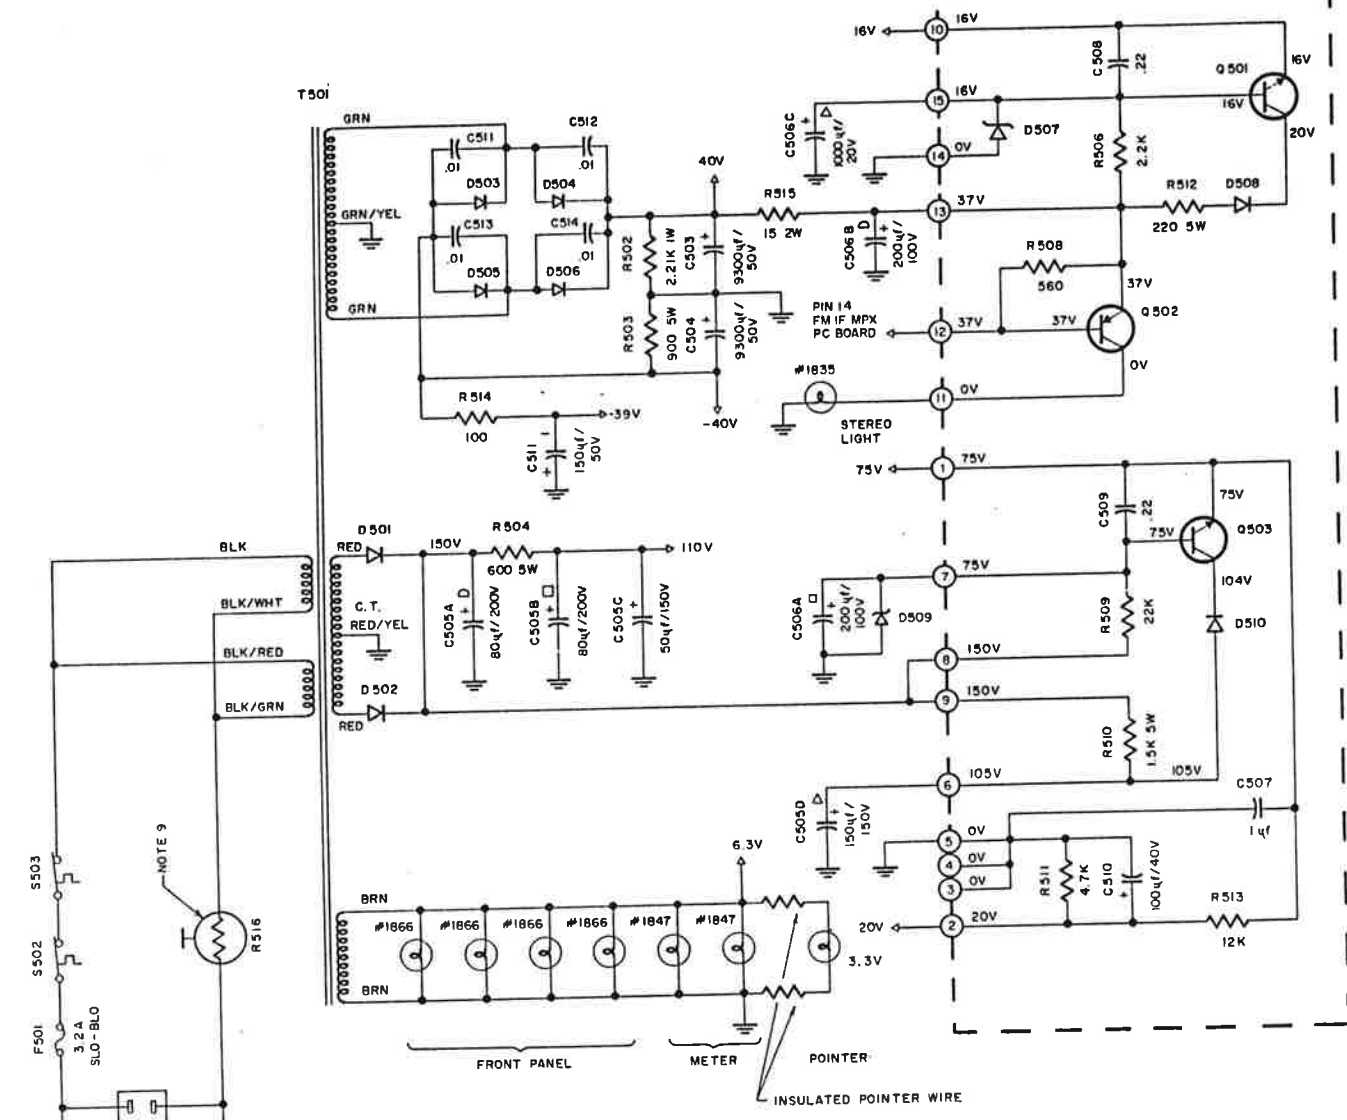 16V
10
16V
C508
.22
Q501
16V
16V
20V
T501
GRN
C511
.01
C512
.01
D503
D504
GRN/YEL
C513
.01
C514
.01
D505
D506
GRN
40V
R502
2.21K 1W
C503
9300µf/
50V
R503
900 5W
C504
9300µf/
50V
-40V
R514
100
-39V
C511
150µf/
50V
R515
15 2W
C506C
1000µf/
20V
15
16V
D507
14
0V
R506
2.2K
13
37V
C506B
200µf/
100V
R512
220 5W
D508
R508
560
37V
PIN 14
FM IF MPX
PC BOARD
12
37V
37V
Q502
0V
#1835
11
0V
STEREO
LIGHT
75V
1
75V
C509
.22
75V
75V
Q503
104V
7
75V
C506A
200µf/
100V
D509
R509
22K
D510
8
150V
9
150V
R510
1.5K 5W
6
105V
105V
C505D
150µf/
150V
C507
1µf
5
0V
4
0V
3
0V
R511
4.7K
C510
100µf/40V
R513
12K
20V
2
20V
BLK
BLK/WHT
BLK/RED
BLK/GRN
RED
D501
150V
R504
600 5W
110V
C.T.
RED/YEL
C505A
80µf/200V
C505B
80µf/200V
C505C
50µf/150V
D502
RED
S503
S502
F501
3.2A
SLO-BLO
NOTE 9
R516
BRN
6.3V
#1866
#1866
#1866
#1866
#1847
#1847
3.3V
BRN
FRONT PANEL
METER
POINTER
INSULATED POINTER WIRE